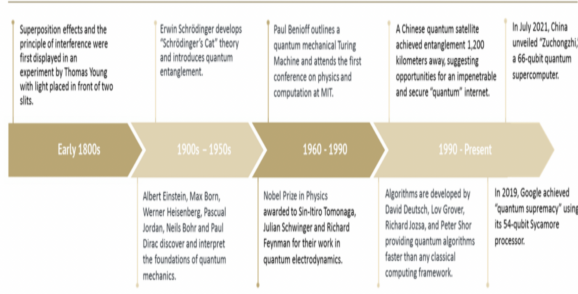 Superposition effects and the
principle of interference were
first displayed in an
experiment by Thomas Young
with light placed in front of two
slits.
Erwin Schrödinger develops
"Schrödinger's Cat" theory
and introduces quantum
entanglement.
Paul Benioff outlines a
quantum mechanical Turing
Machine and attends the first
conference on physics and
computation at MIT.
A Chinese quantum satellite
achieved entanglement 1,200
kilometers away, suggesting
opportunities for an impenetrable
and secure "quantum" internet.
In July 2021, China
unveiled "Zuchongzhi,"
a 66-qubit quantum
supercomputer.
Early 1800s
1900s – 1950s
1960 - 1990
1990 - Present
Albert Einstein, Max Born,
Werner Heisenberg, Pascual
Jordan, Neils Bohr and Paul
Dirac discover and interpret
the foundations of quantum
mechanics.
Nobel Prize in Physics
awarded to Sin-Itiro Tomonaga,
Julian Schwinger and Richard
Feynman for their work in
quantum electrodynamics.
Algorithms are developed by
David Deutsch, Lov Grover,
Richard Jozsa, and Peter Shor
providing quantum algorithms
faster than any classical
computing framework.
In 2019, Google achieved
"quantum supremacy" using
its 54-qubit Sycamore
processor.